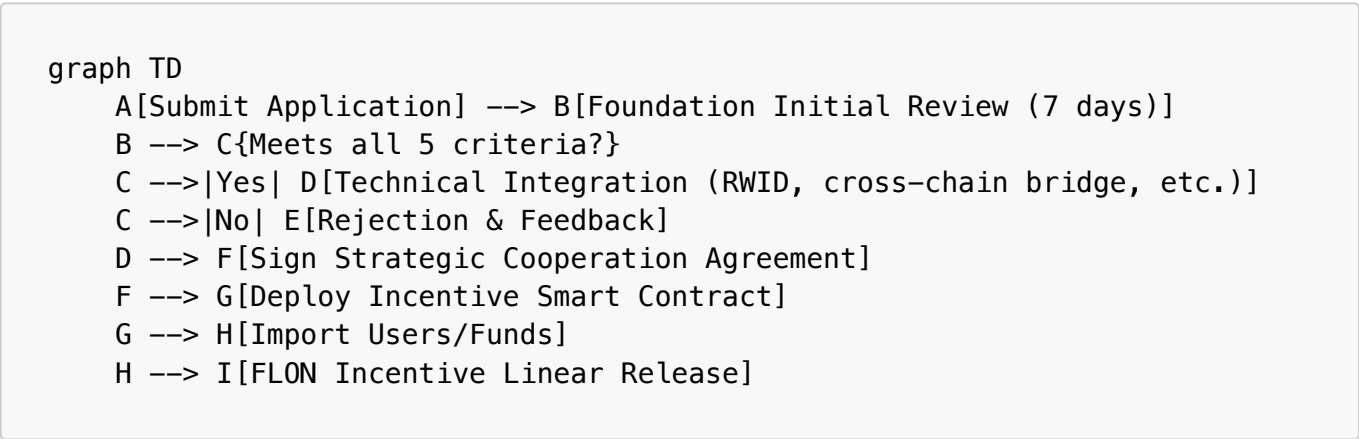 graph TD
    A[Submit Application] --> B[Foundation Initial Review (7 days)]
    B --> C{Meets all 5 criteria?}
    C -->|Yes| D[Technical Integration (RWID, cross-chain bridge, etc.)]
    C -->|No| E[Rejection & Feedback]
    D --> F[Sign Strategic Cooperation Agreement]
    F --> G[Deploy Incentive Smart Contract]
    G --> H[Import Users/Funds]
    H --> I[FLON Incentive Linear Release]